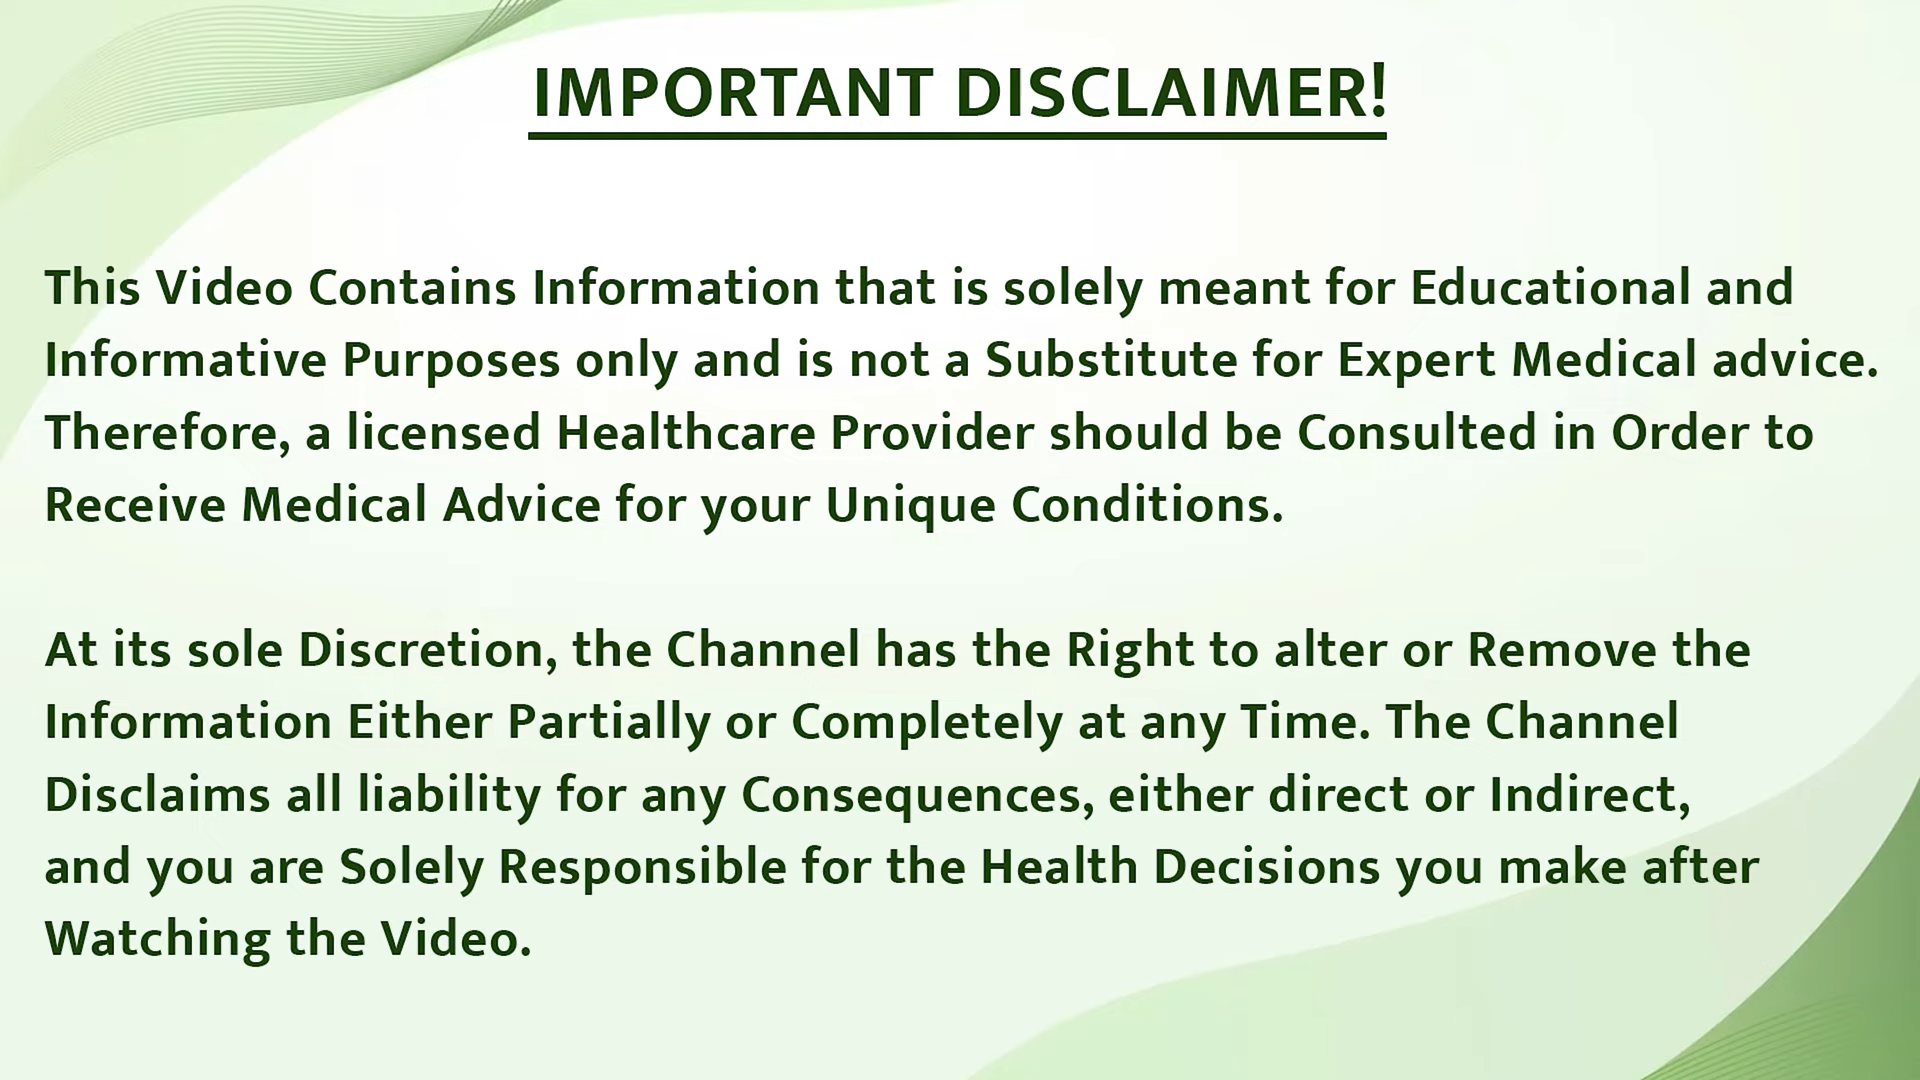 IMPORTANT DISCLAIMER!
This Video Contains Information that is solely meant for Educational and
Informative Purposes only and is not a Substitute for Expert Medical advice.
Therefore, a licensed Healthcare Provider should be Consulted in Order to
Receive Medical Advice for your Unique Conditions.
At its sole Discretion, the Channel has the Right to alter or Remove the
Information Either Partially or Completely at any Time. The Channel
Disclaims all liability for any Consequences, either direct or Indirect,
and you are Solely Responsible for the Health Decisions you make after
Watching the Video.